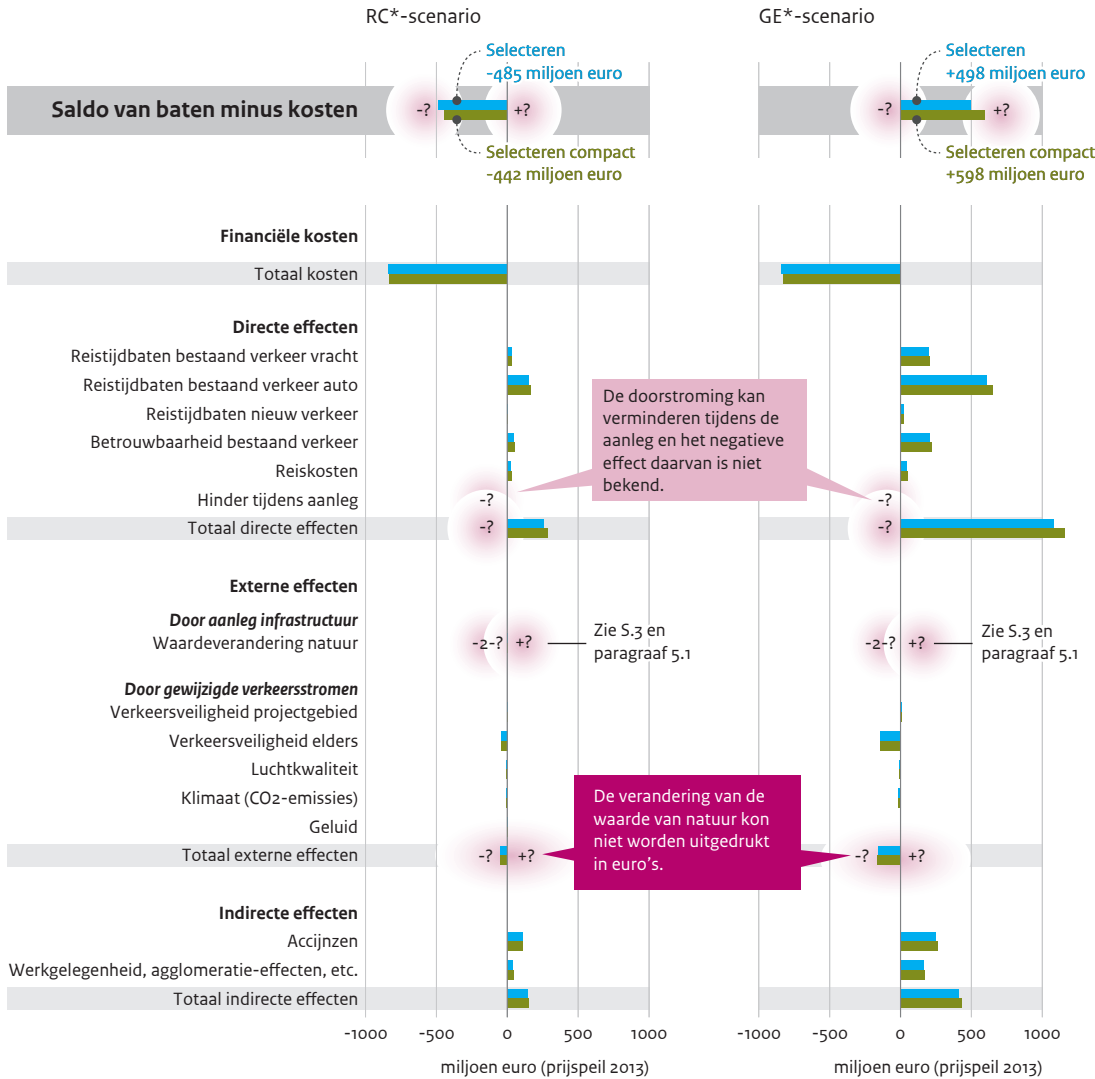 RC*-scenario
GE*-scenario
Selecteren
-485 miljoen euro
Selecteren
+498 miljoen euro
Saldo van baten minus kosten
-?
+?
-?
+?
Selecteren compact
-442 miljoen euro
Selecteren compact
+598 miljoen euro
Financiële kosten
Totaal kosten
Directe effecten
Reistijdbaten bestaand verkeer vracht
Reistijdbaten bestaand verkeer auto
Reistijdbaten nieuw verkeer
Betrouwbaarheid bestaand verkeer
Reiskosten
Hinder tijdens aanleg
-?
-?
Totaal directe effecten
-?
-?
De doorstroming kan
verminderen tijdens de
aanleg en het negatieve
effect daarvan is niet
bekend.
Externe effecten
Door aanleg infrastructuur
Waardeverandering natuur
-2-?
+?
Zie S.3 en
paragraaf 5.1
-2-?
+?
Zie S.3 en
paragraaf 5.1
Door gewijzigde verkeersstromen
Verkeersveiligheid projectgebied
Verkeersveiligheid elders
Luchtkwaliteit
Klimaat (CO2-emissies)
Geluid
Totaal externe effecten
-?
+?
-?
+?
De verandering van de
waarde van natuur kon
niet worden uitgedrukt
in euro's.
Indirecte effecten
Accijnzen
Werkgelegenheid, agglomeratie-effecten, etc.
Totaal indirecte effecten
-1000 -500 0 500 1000
-1000 -500 0 500 1000
miljoen euro (prijspeil 2013)
miljoen euro (prijspeil 2013)